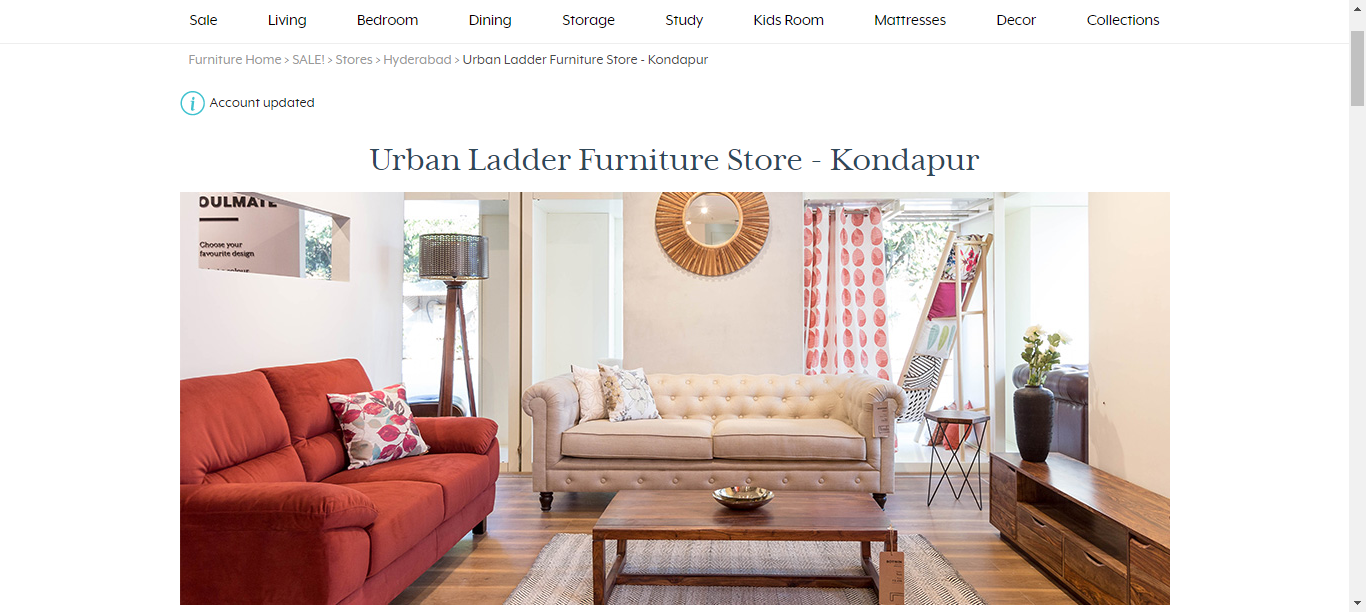 Sale Living Bedroom Dining Storage Study Kids Room Mattresses Decor Collections
Furniture Home > SALE! > Stores > Hyderabad > Urban Ladder Furniture Store - Kondapur
i Account updated
Urban Ladder Furniture Store - Kondapur
OULMATE
Choose your
favourite design